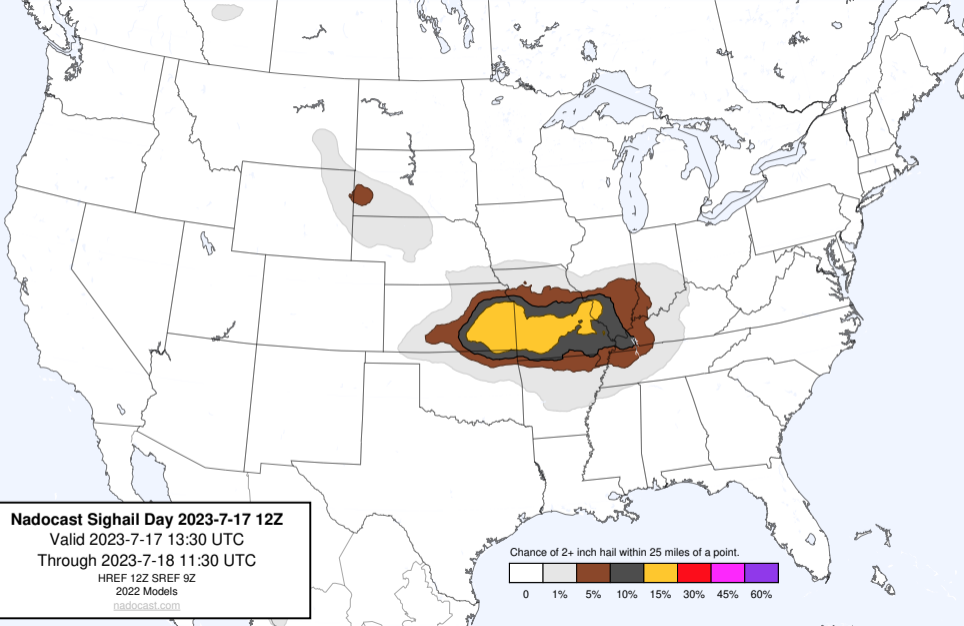 Nadocast Sighail Day 2023-7-17 12Z
Valid 2023-7-17 13:30 UTC
Through 2023-7-18 11:30 UTC
HREF 12Z SREF 9Z
2022 Models
nadocast.com
Chance of 2+ inch hail within 25 miles of a point.
0 1% 5% 10% 15% 30% 45% 60%